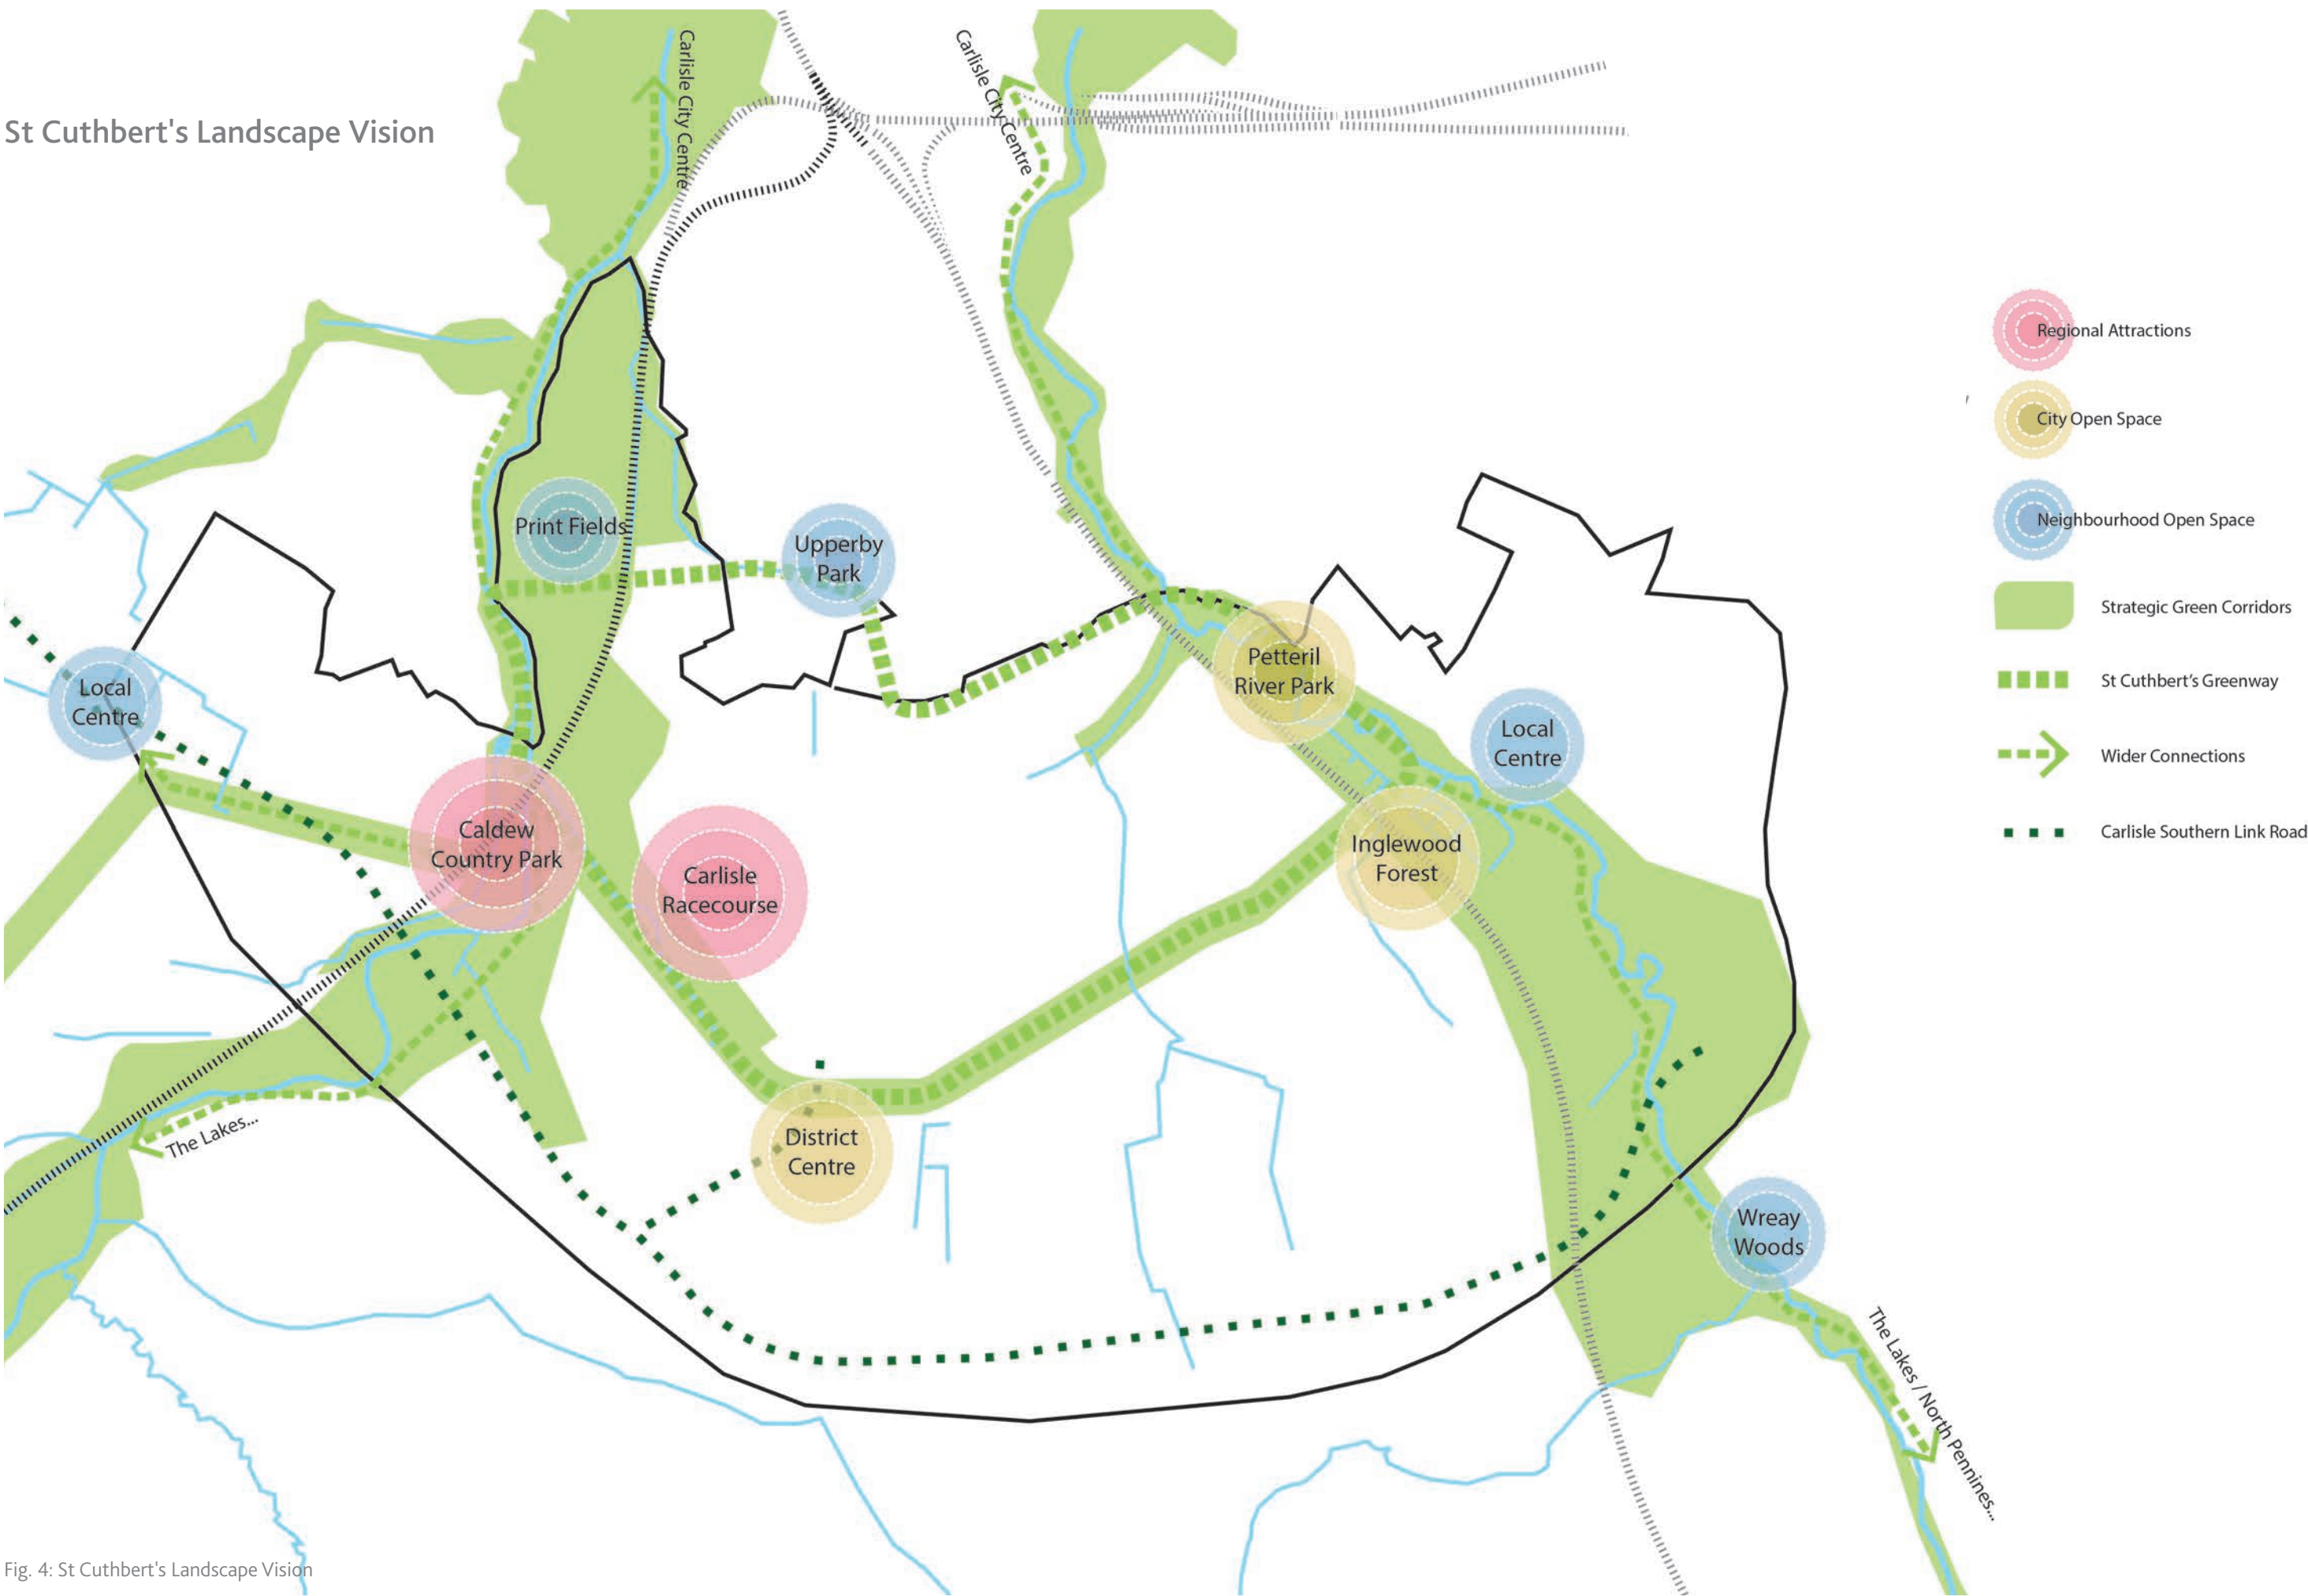 St Cuthbert's Landscape Vision
Carlisle City Centre
Carlisle City Centre
Print Fields
Upperby
Park
Local
Centre
Petteril
River Park
Local
Centre
Caldew
Country Park
Carlisle
Racecourse
Inglewood
Forest
District
Centre
The Lakes...
Wreay
Woods
The Lakes / North Pennines...
Regional Attractions
City Open Space
Neighbourhood Open Space
Strategic Green Corridors
St Cuthbert's Greenway
Wider Connections
Carlisle Southern Link Road
Fig. 4: St Cuthbert's Landscape Vision